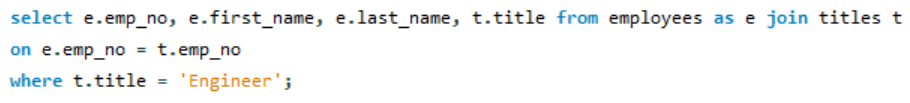 select e.emp_no, e.first_name, e.last_name, t.title from employees as e join titles t
on e.emp_no = t.emp_no
where t.title = 'Engineer';